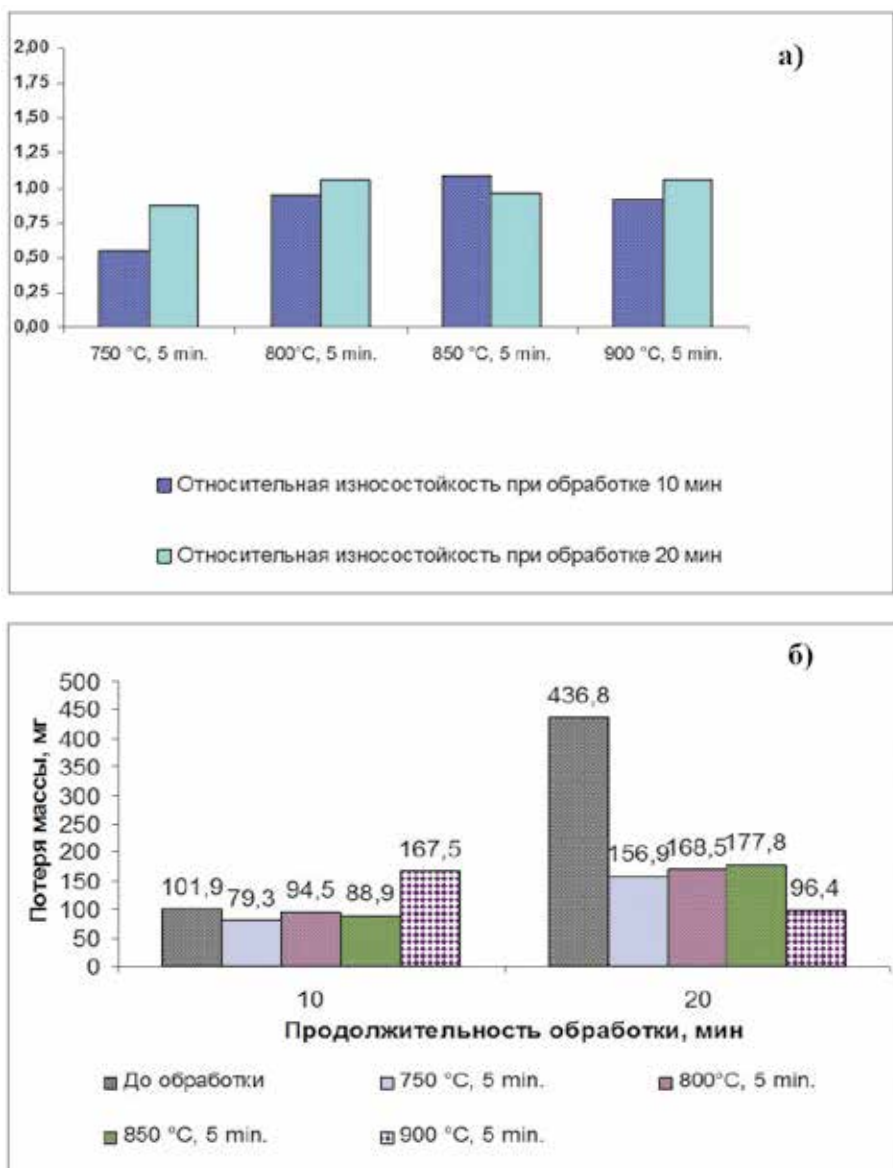 а)
2,00
1,75
1,50
1,25
1,00
0,75
0,50
0,25
0,00
750 °C, 5 min.
800°C, 5 min.
850 °C, 5 min.
900 °C, 5 min.
Относительная износостойкость при обработке 10 мин
Относительная износостойкость при обработке 20 мин
б)
Потеря массы, мг
500
450
400
350
300
250
200
150
100
50
0
101,9
79,3
94,5
88,9
167,5
436,8
156,9
168,5
177,8
96,4
10
20
Продолжительность обработки, мин
До обработки
750 °C, 5 min.
800°C, 5 min.
850 °C, 5 min.
900 °C, 5 min.